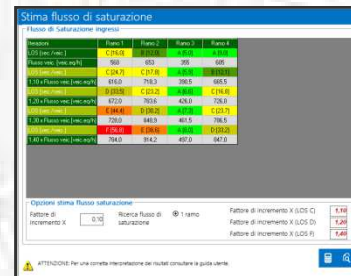 Stima flusso di saturazione
Flusso di Saturazione Ingressi
Iterazioni Ramo 1 Ramo 2 Ramo 3 Ramo 4
LOS [sec./veic.] C [16,0] B [12,0] A [5,0] A [9,0]
Flusso veic. [veic.eq/h] 560 653 355 605
LOS [sec./veic.] C [24,7] C [17,0] A [5,5] B [12,1]
1,10 x Flusso veic. [veic.eq/h] 616,0 718,3 390,5 665,5
LOS [sec./veic.] D [33,5] C [23,2] A [6,6] C [16,8]
1,20 x Flusso veic. [veic.eq/h] 672,0 783,6 426,0 726,0
LOS [sec./veic.] E [44,4] D [30,2] A [7,3] C [23,7]
1,30 x Flusso veic. [veic.eq/h] 728,0 848,9 461,5 786,5
LOS [sec./veic.] F [56,8] E [39,6] A [8,0] D [33,2]
1,40 x Flusso veic. [veic.eq/h] 784,0 914,2 497,0 847,0
Opzioni stima flusso saturazione
Fattore di incremento X 0,10
Ricerca flusso di saturazione 1 ramo
Fattore di incremento X (LOS C) 1,10
Fattore di incremento X (LOS D) 1,20
Fattore di incremento X (LOS F) 1,40
ATTENZIONE: Per una corretta interpretazione dei risultati consultare la guida utente.